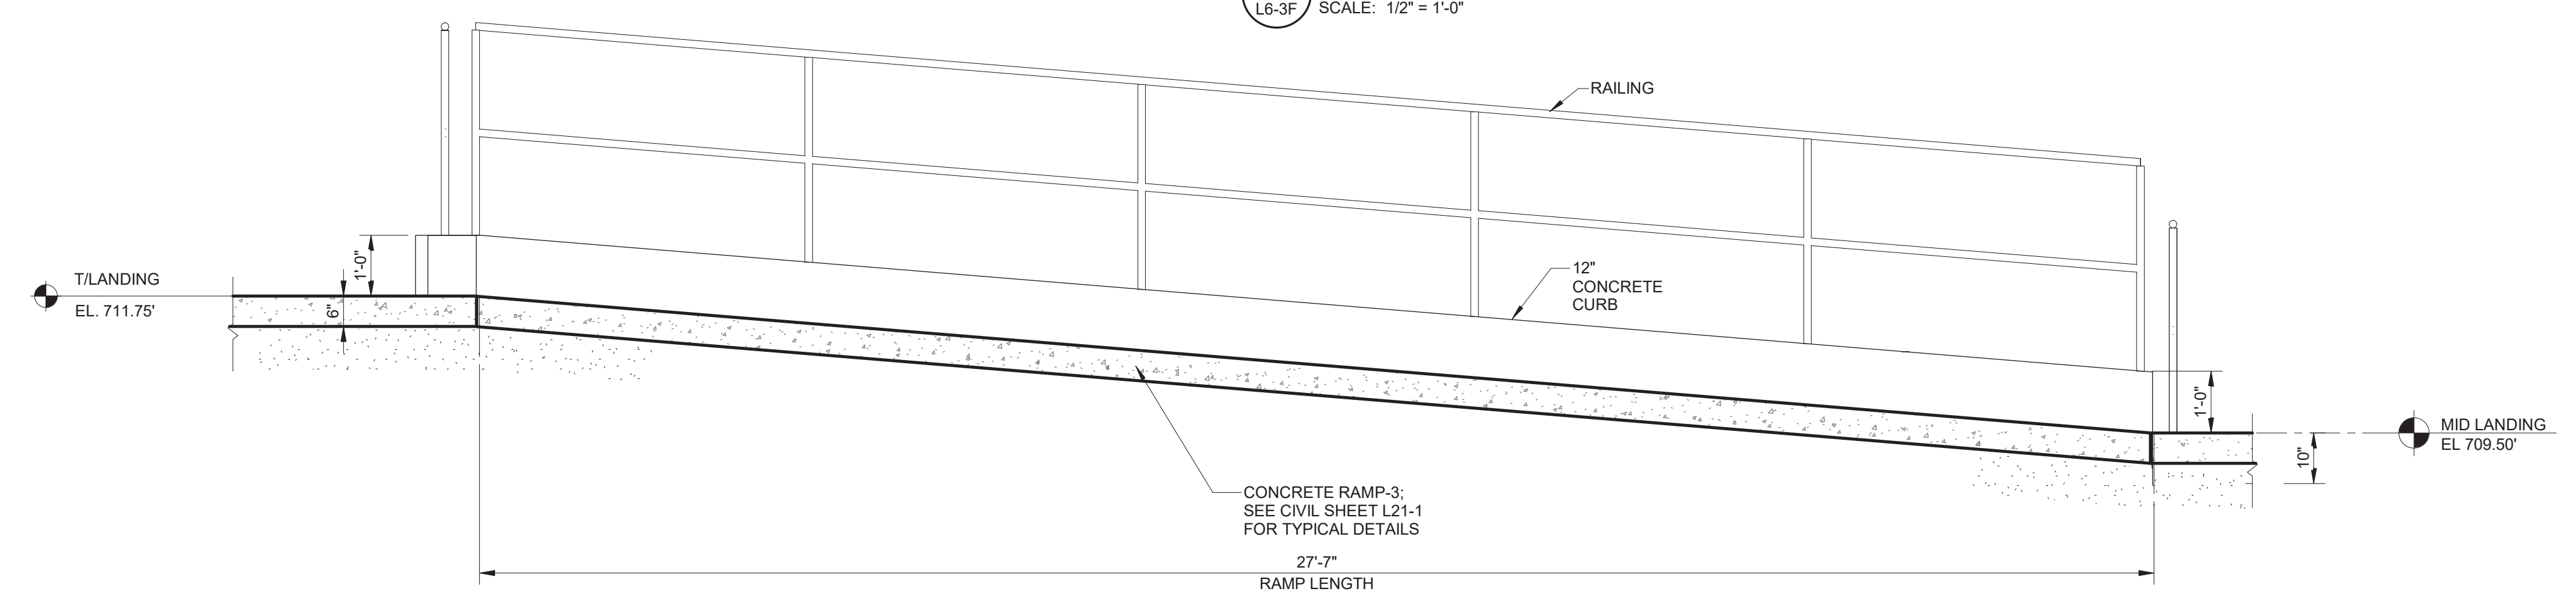 L6-3F
SCALE: 1/2" = 1'-0"
RAILING
1'-0"
T/LANDING
EL. 711.75'
6"
12"
CONCRETE
CURB
1'-0"
MID LANDING
EL 709.50'
10"
CONCRETE RAMP-3;
SEE CIVIL SHEET L21-1
FOR TYPICAL DETAILS
27'-7"
RAMP LENGTH